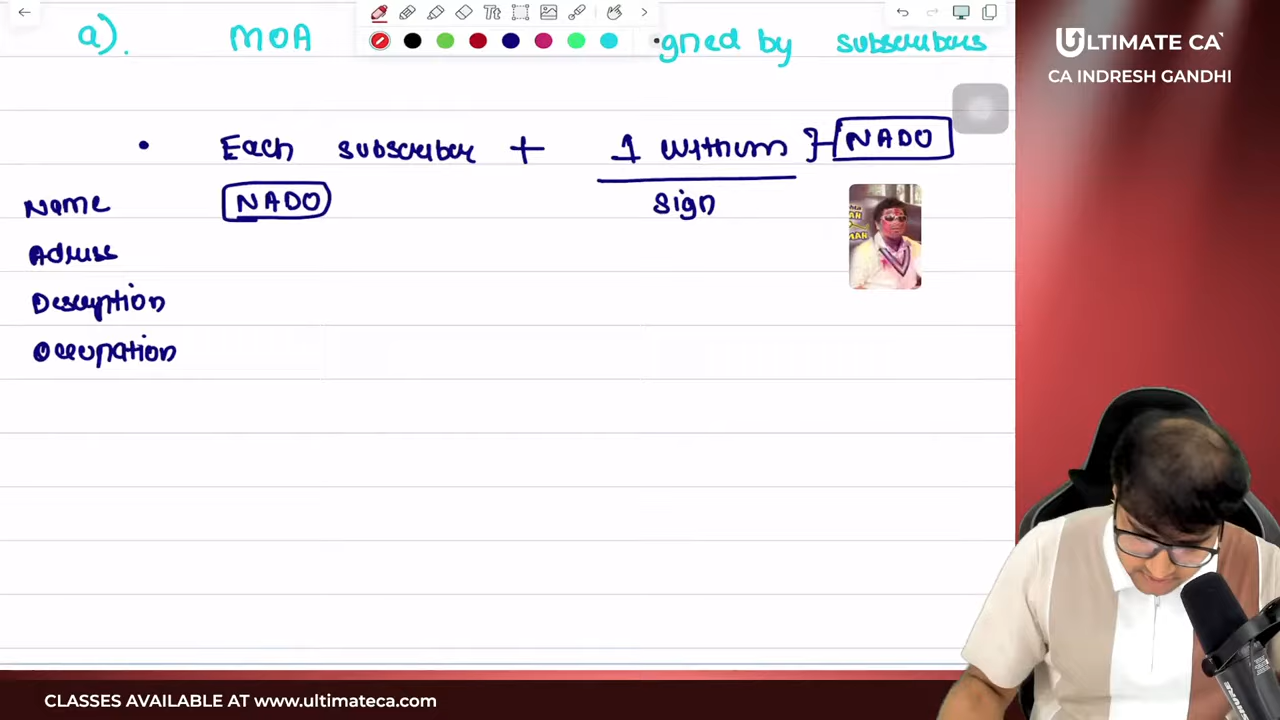 a). MOA gned by subscribers
ULTIMATE CA
CA INDRESH GANDHI
• Each subscriber + 1 witness } NADO
Name NADO Sign
Address
Description
Occupation
Tt
CLASSES AVAILABLE AT www.ultimateca.com